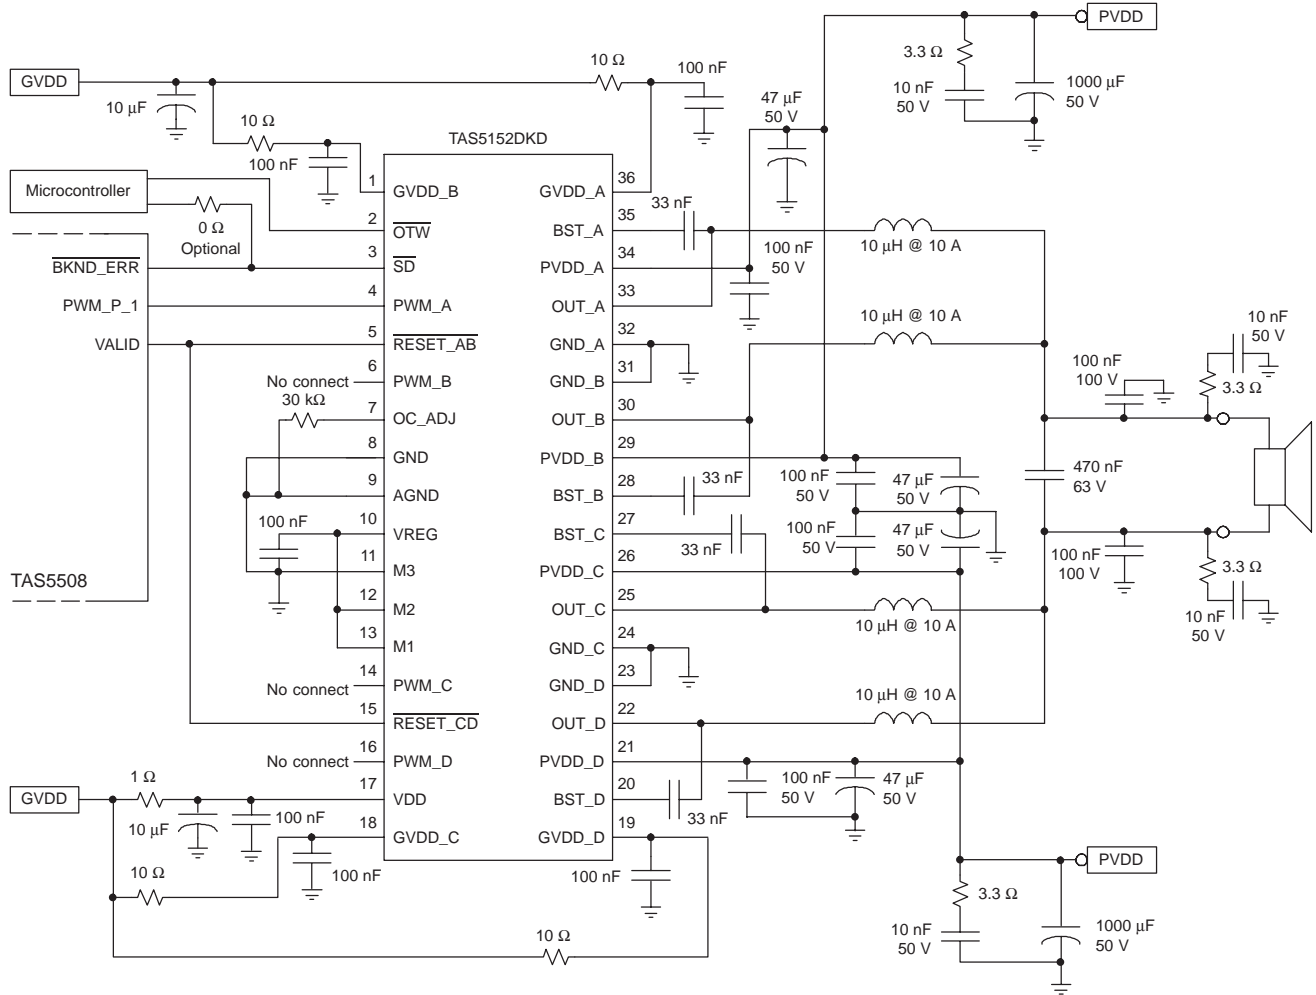 PVDD
3.3 Ω
10 nF
50 V
1000 µF
50 V
GVDD
10 µF
10 Ω
100 nF
47 µF
50 V
10 Ω
100 nF
TAS5152DKD
Microcontroller
0 Ω
Optional
BKND_ERR
PWM_P_1
VALID
TAS5508
1
GVDD_B
2
OTW
3
SD
4
PWM_A
5
RESET_AB
6
No connect
PWM_B
30 kΩ
7
OC_ADJ
8
GND
9
AGND
100 nF
10
VREG
11
M3
12
M2
13
M1
14
No connect
PWM_C
15
RESET_CD
16
No connect
PWM_D
17
VDD
18
GVDD_C
36
GVDD_A
35
BST_A
34
PVDD_A
33
OUT_A
32
GND_A
31
GND_B
30
OUT_B
29
PVDD_B
28
BST_B
27
BST_C
26
PVDD_C
25
OUT_C
24
GND_C
23
GND_D
22
OUT_D
21
PVDD_D
20
BST_D
19
GVDD_D
33 nF
100 nF
50 V
10 µH @ 10 A
10 µH @ 10 A
10 nF
50 V
100 nF
100 V
3.3 Ω
33 nF
100 nF
50 V
47 µF
50 V
470 nF
63 V
33 nF
100 nF
50 V
47 µF
50 V
100 nF
100 V
3.3 Ω
10 nF
50 V
10 µH @ 10 A
10 µH @ 10 A
100 nF
50 V
47 µF
50 V
33 nF
GVDD
1 Ω
10 µF
100 nF
10 Ω
100 nF
100 nF
10 Ω
PVDD
3.3 Ω
10 nF
50 V
1000 µF
50 V